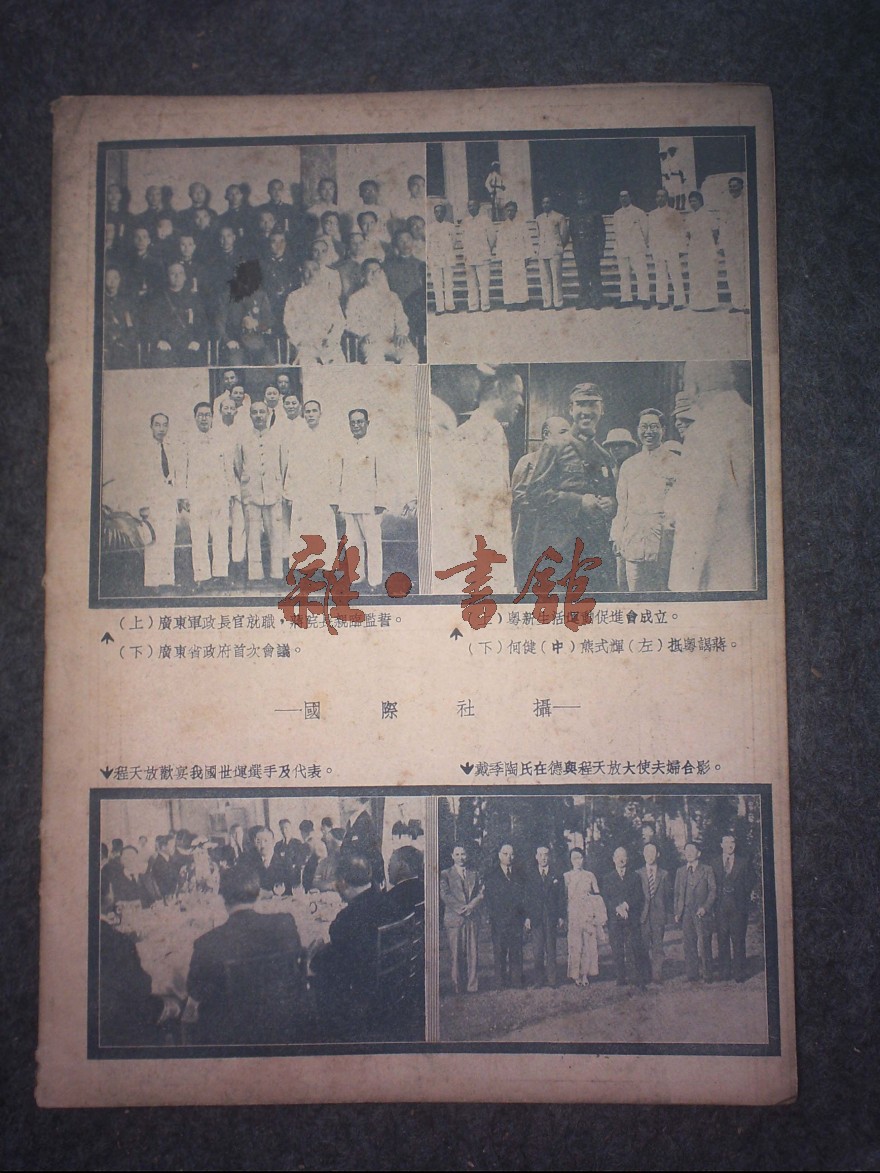 (上)廣東軍政長官就職，蔣院長親臨監誓。
(下)廣東省政府首次會議。
)粵新生活運動促進會成立。
(下)何健(中)熊式輝(左)抵粵謁蔣。
—國際社攝—
程天放歡宴我國世運選手及代表。
戴季陶氏在德與程天放大使夫婦合影。
雜·書館